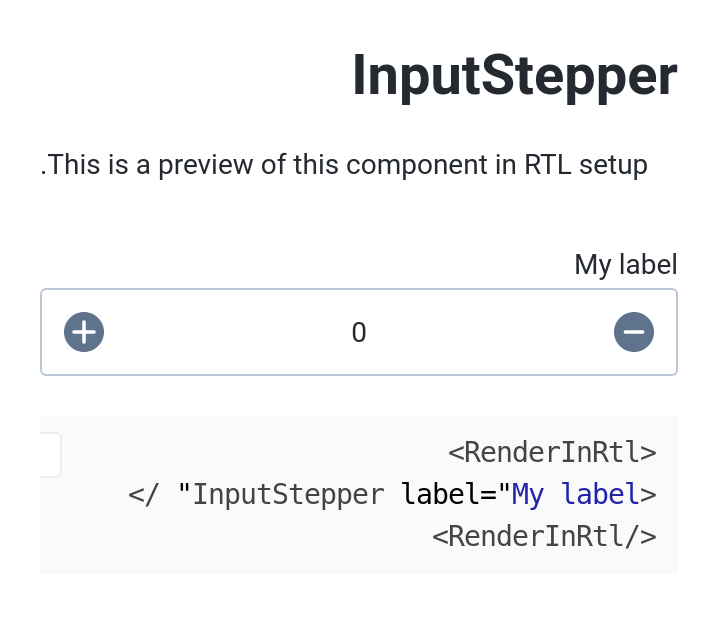 InputStepper
.This is a preview of this component in RTL setup
My label
0
<RenderInRtl>
</ "InputStepper label="My label>
<RenderInRtl/>